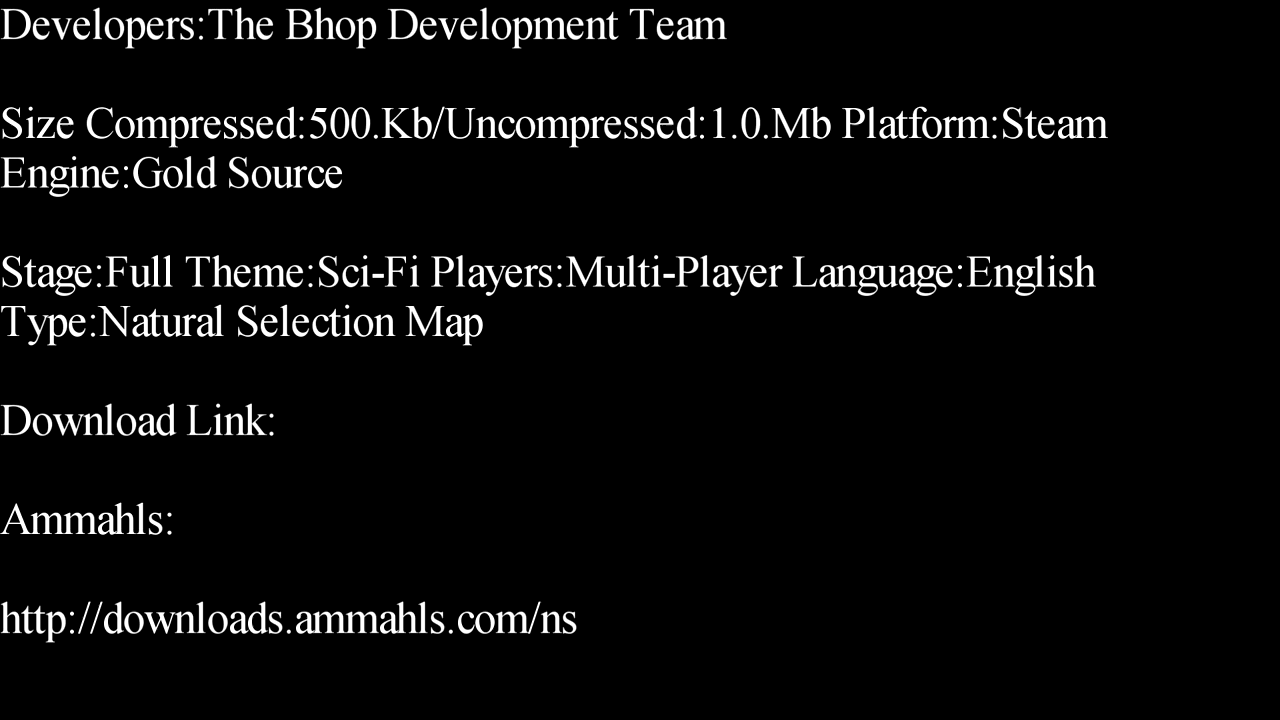 Developers:The Bhop Development Team
Size Compressed:500.Kb/Uncompressed:1.0.Mb Platform:Steam
Engine:Gold Source
Stage:Full Theme:Sci-Fi Players:Multi-Player Language:English
Type:Natural Selection Map
Download Link:
Ammahls:
http://downloads.ammahls.com/ns